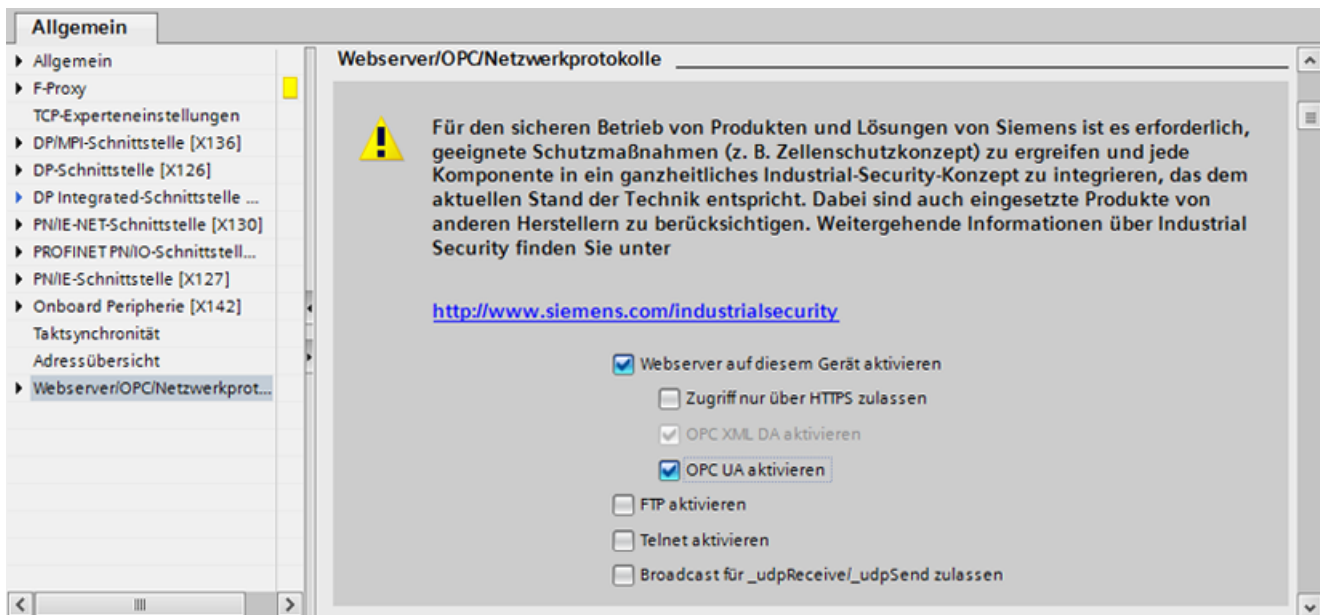 Allgemein
Allgemein
F-Proxy
TCP-Experteneinstellungen
DP/MPI-Schnittstelle [X136]
DP-Schnittstelle [X126]
DP Integrated-Schnittstelle ...
PN/IE-NET-Schnittstelle [X130]
PROFINET PN/IO-Schnittstell...
PN/IE-Schnittstelle [X127]
Onboard Peripherie [X142]
Taktsynchronität
Adressübersicht
Webserver/OPC/Netzwerkprot...
Webserver/OPC/Netzwerkprotokolle
Für den sicheren Betrieb von Produkten und Lösungen von Siemens ist es erforderlich,
geeignete Schutzmaßnahmen (z. B. Zellenschutzkonzept) zu ergreifen und jede
Komponente in ein ganzheitliches Industrial-Security-Konzept zu integrieren, das dem
aktuellen Stand der Technik entspricht. Dabei sind auch eingesetzte Produkte von
anderen Herstellern zu berücksichtigen. Weitergehende Informationen über Industrial
Security finden Sie unter
http://www.siemens.com/industrialsecurity
Webserver auf diesem Gerät aktivieren
Zugriff nur über HTTPS zulassen
OPC XML DA aktivieren
OPC UA aktivieren
FTP aktivieren
Telnet aktivieren
Broadcast für _udpReceive/_udpSend zulassen